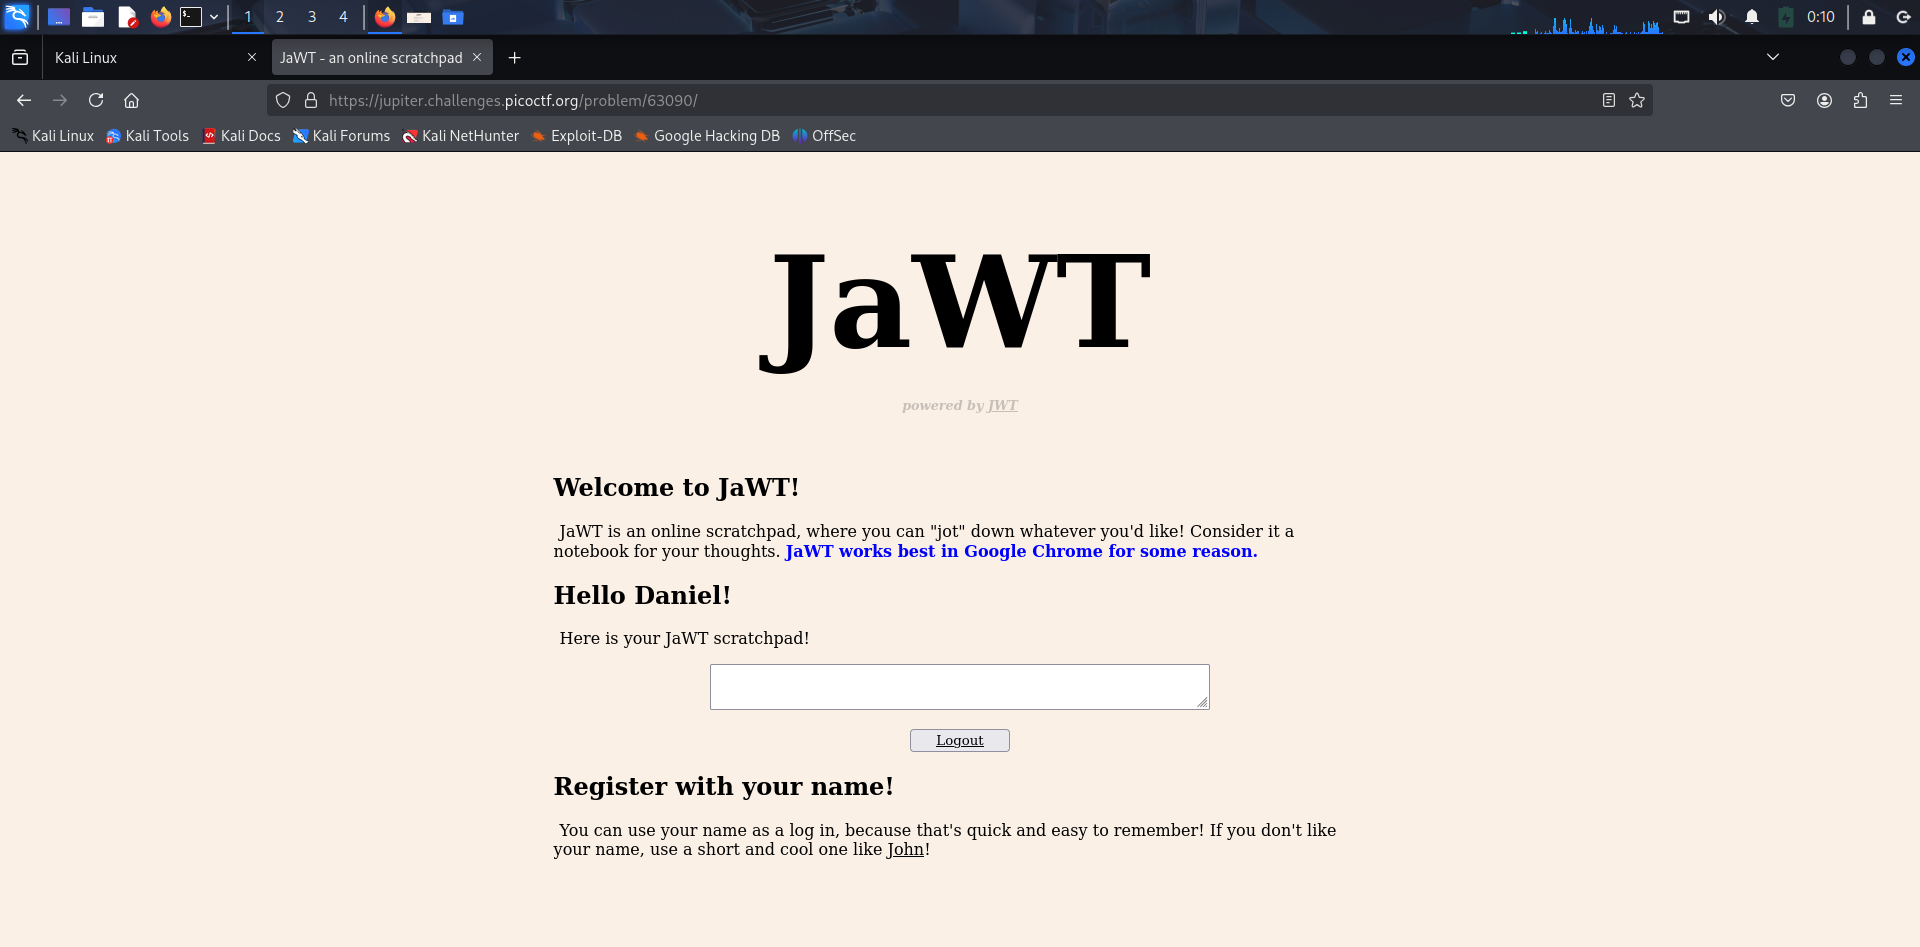 1 2 3 4 0:10
Kali Linux JaWT - an online scratchpad
https://jupiter.challenges.picoctf.org/problem/63090/
Kali Linux Kali Tools Kali Docs Kali Forums Kali NetHunter Exploit-DB Google Hacking DB OffSec
JaWT
powered by JWT
Welcome to JaWT!
JaWT is an online scratchpad, where you can "jot" down whatever you'd like! Consider it a
notebook for your thoughts. JaWT works best in Google Chrome for some reason.
Hello Daniel!
Here is your JaWT scratchpad!
Logout
Register with your name!
You can use your name as a log in, because that's quick and easy to remember! If you don't like
your name, use a short and cool one like John!